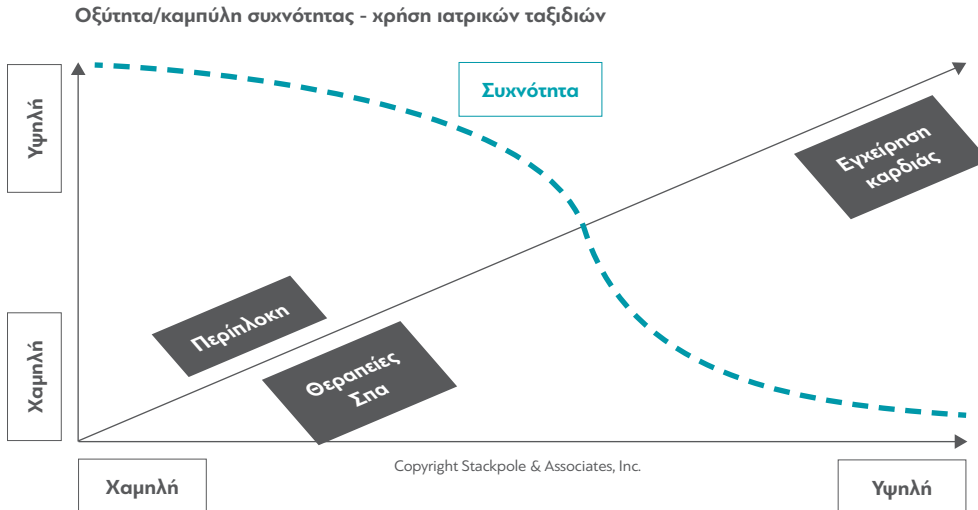 Οξύτητα/καμπύλη συχνότητας - χρήση ιατρικών ταξιδιών
Υψηλή
Συχνότητα
Εγχείρηση
καρδιάς
Περίπλοκη
Θεραπείες
Σπα
Χαμηλή
Copyright Stackpole & Associates, Inc.
Χαμηλή
Υψηλή